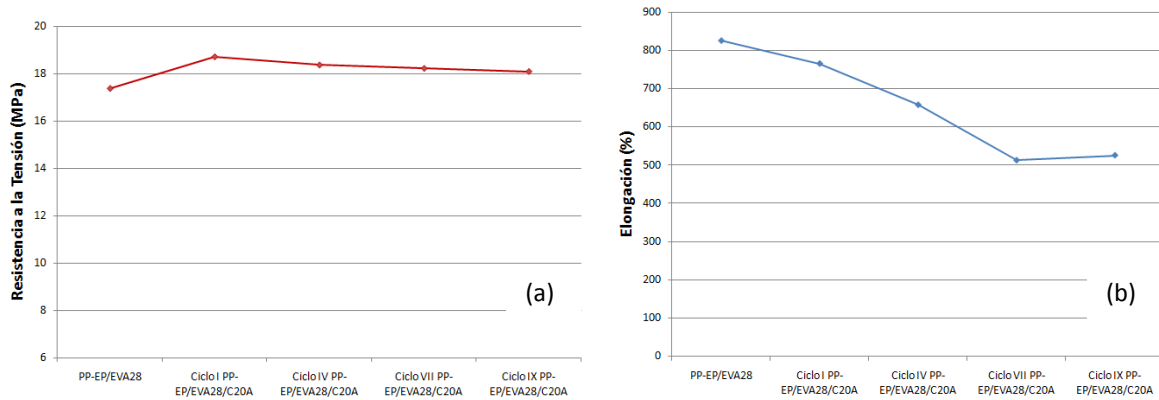 Resistencia a la Tensión (MPa)
20
18
16
14
12
10
8
6
(a)
PP-EP/EVA28
Ciclo I PP-
EP/EVA28/C20A
Ciclo IV PP-
EP/EVA28/C20A
Ciclo VII PP-
EP/EVA28/C20A
Ciclo IX PP-
EP/EVA28/C20A
Elongación (%)
900
800
700
600
500
400
300
200
100
0
(b)
PP-EP/EVA28
Ciclo I PP-
EP/EVA28/C20A
Ciclo IV PP-
EP/EVA28/C20A
Ciclo VII PP-
EP/EVA28/C20A
Ciclo IX PP-
EP/EVA28/C20A